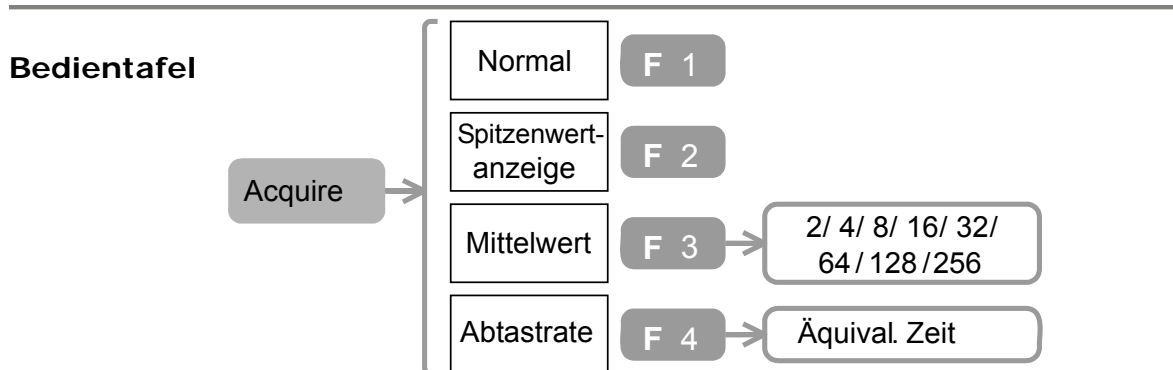 Bedientafel
Acquire
Normal
F 1
Spitzenwert-
anzeige
F 2
Mittelwert
F 3
2/ 4/ 8/ 16/ 32/
64/128/256
Abtastrate
F 4
Äquival. Zeit